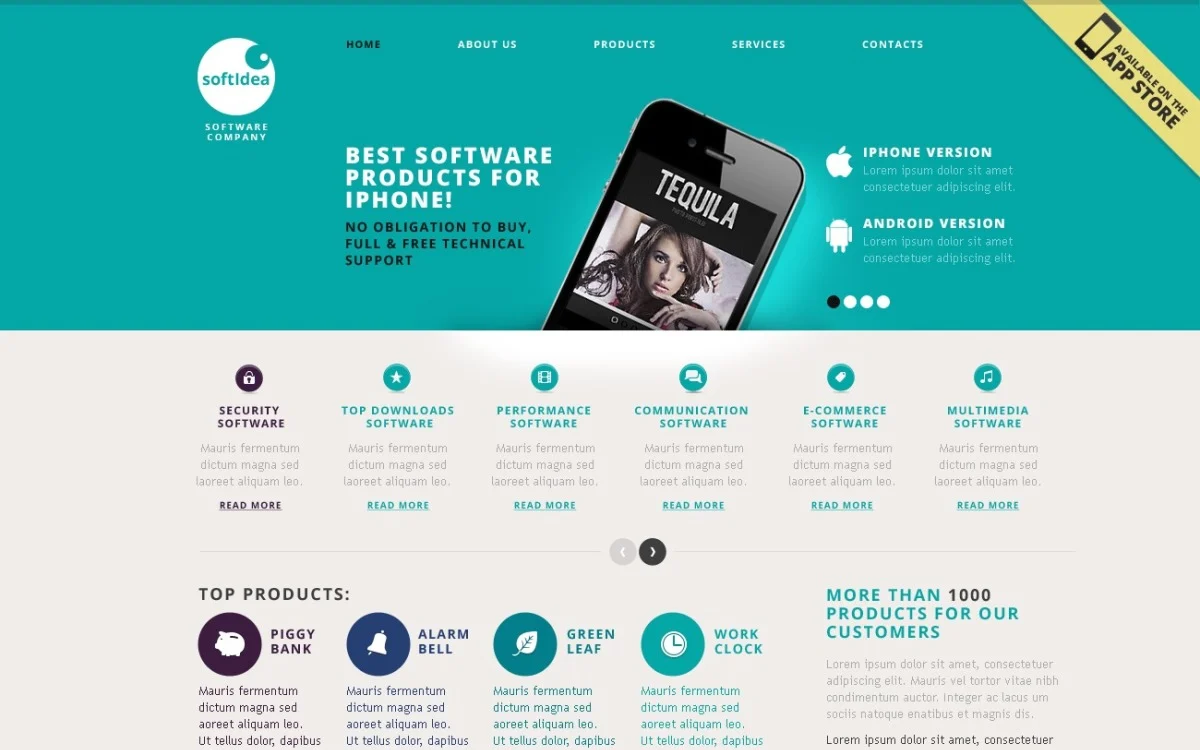 HOME
ABOUT US
PRODUCTS
SERVICES
CONTACTS
AVAILABLE ON THE
APP STORE
softIdea
SOFTWARE
COMPANY
BEST SOFTWARE
PRODUCTS FOR
IPHONE!
NO OBLIGATION TO BUY,
FULL & FREE TECHNICAL
SUPPORT
TEQUILA
IPHONE VERSION
Lorem ipsum dolor sit amet
consectetuer adipiscing elit.
ANDROID VERSION
Lorem ipsum dolor sit amet
consectetuer adipiscing elit.
SECURITY
SOFTWARE
Mauris fermentum
dictum magna sed
laoreet aliquam leo.
READ MORE
TOP DOWNLOADS
SOFTWARE
Mauris fermentum
dictum magna sed
laoreet aliquam leo.
READ MORE
PERFORMANCE
SOFTWARE
Mauris fermentum
dictum magna sed
laoreet aliquam leo.
READ MORE
COMMUNICATION
SOFTWARE
Mauris fermentum
dictum magna sed
laoreet aliquam leo.
READ MORE
E-COMMERCE
SOFTWARE
Mauris fermentum
dictum magna sed
laoreet aliquam leo.
READ MORE
MULTIMEDIA
SOFTWARE
Mauris fermentum
dictum magna sed
laoreet aliquam leo.
READ MORE
TOP PRODUCTS:
PIGGY
BANK
Mauris fermentum
dictum magna sed
aoreet aliquam leo.
Ut tellus dolor, dapibus
ALARM
BELL
Mauris fermentum
dictum magna sed
aoreet aliquam leo.
Ut tellus dolor, dapibus
GREEN
LEAF
Mauris fermentum
dictum magna sed
aoreet aliquam leo.
Ut tellus dolor, dapibus
WORK
CLOCK
Mauris fermentum
dictum magna sed
aoreet aliquam leo.
Ut tellus dolor, dapibus
MORE THAN 1000
PRODUCTS FOR OUR
CUSTOMERS
Lorem ipsum dolor sit amet, consectetuer
adipiscing elit. Mauris vel tortor vitae nibh
condimentum auctor. Integer ac lacus um
sociis natoque enatibus et magnis dis.
Lorem ipsum dolor sit amet, consectetuer